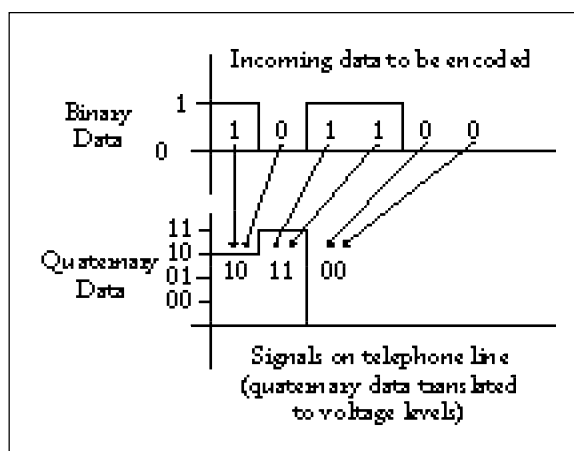 Incoming data to be encoded
Binary
Data
1
0
1 0 1 1 0 0
Quaternary
Data
11
10
01
00
10 11 00
Signals on telephone line
(quaternary data translated
to voltage levels)